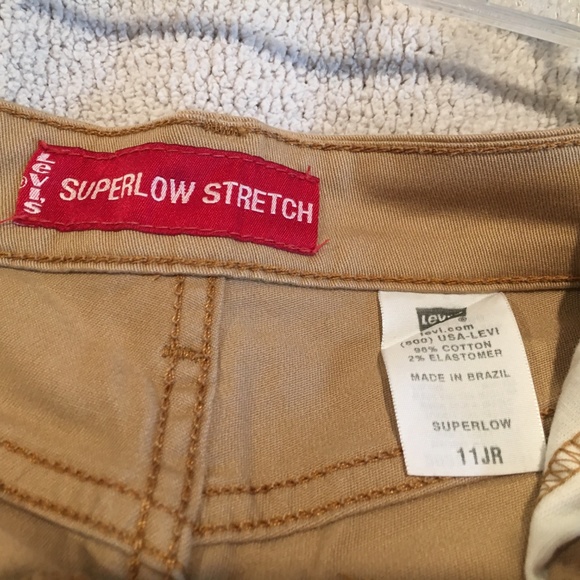 Levi's® SUPERLOW STRETCH
Levi's®
levi.com
(800) USA-LEVI
98% COTTON
2% ELASTOMER
MADE IN BRAZIL
SUPERLOW
11JR